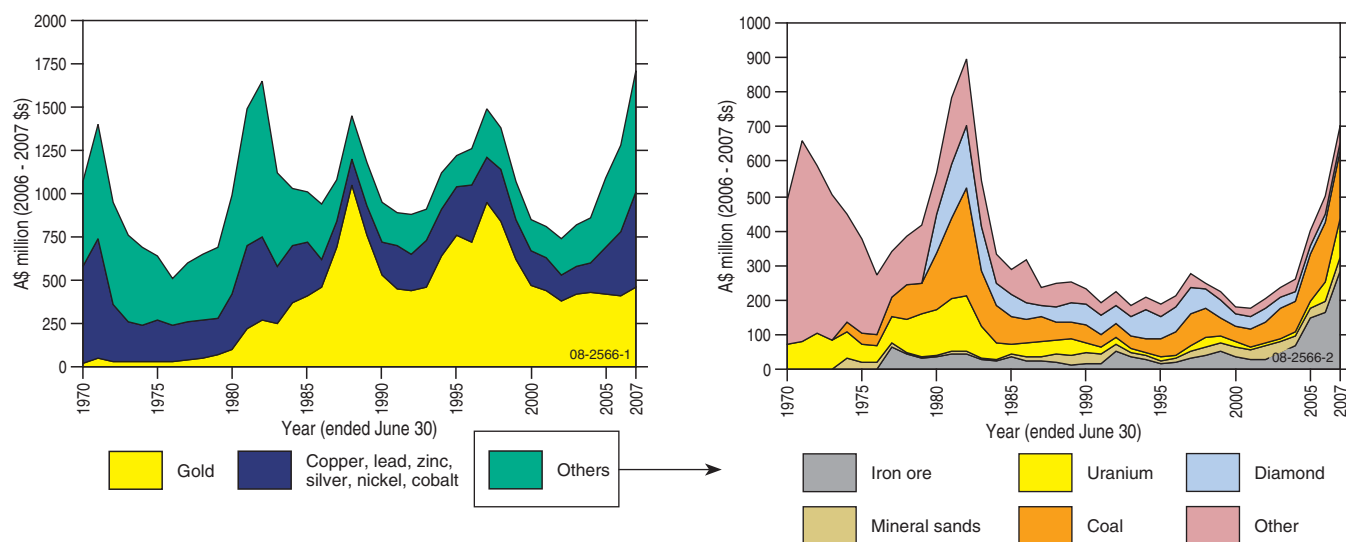 A$ million (2006 - 2007 $s)
2000
1750
1500
1250
1000
750
500
250
0
08-2566-1
1970
1975
1980
1985
1990
1995
2000
2005
2007
Year (ended June 30)
Gold
Copper, lead, zinc,
silver, nickel, cobalt
Others
A$ million (2006 - 2007 $s)
1000
900
800
700
600
500
400
300
200
100
0
08-2566-2
1970
1975
1980
1985
1990
1995
2000
2005
2007
Year (ended June 30)
Iron ore
Uranium
Diamond
Mineral sands
Coal
Other